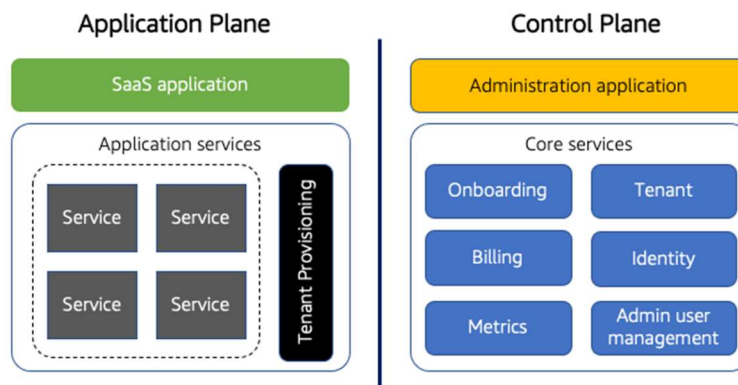 Application Plane
SaaS application
Application services
Service
Service
Service
Service
Tenant Provisioning
Control Plane
Administration application
Core services
Onboarding
Tenant
Billing
Identity
Metrics
Admin user
management